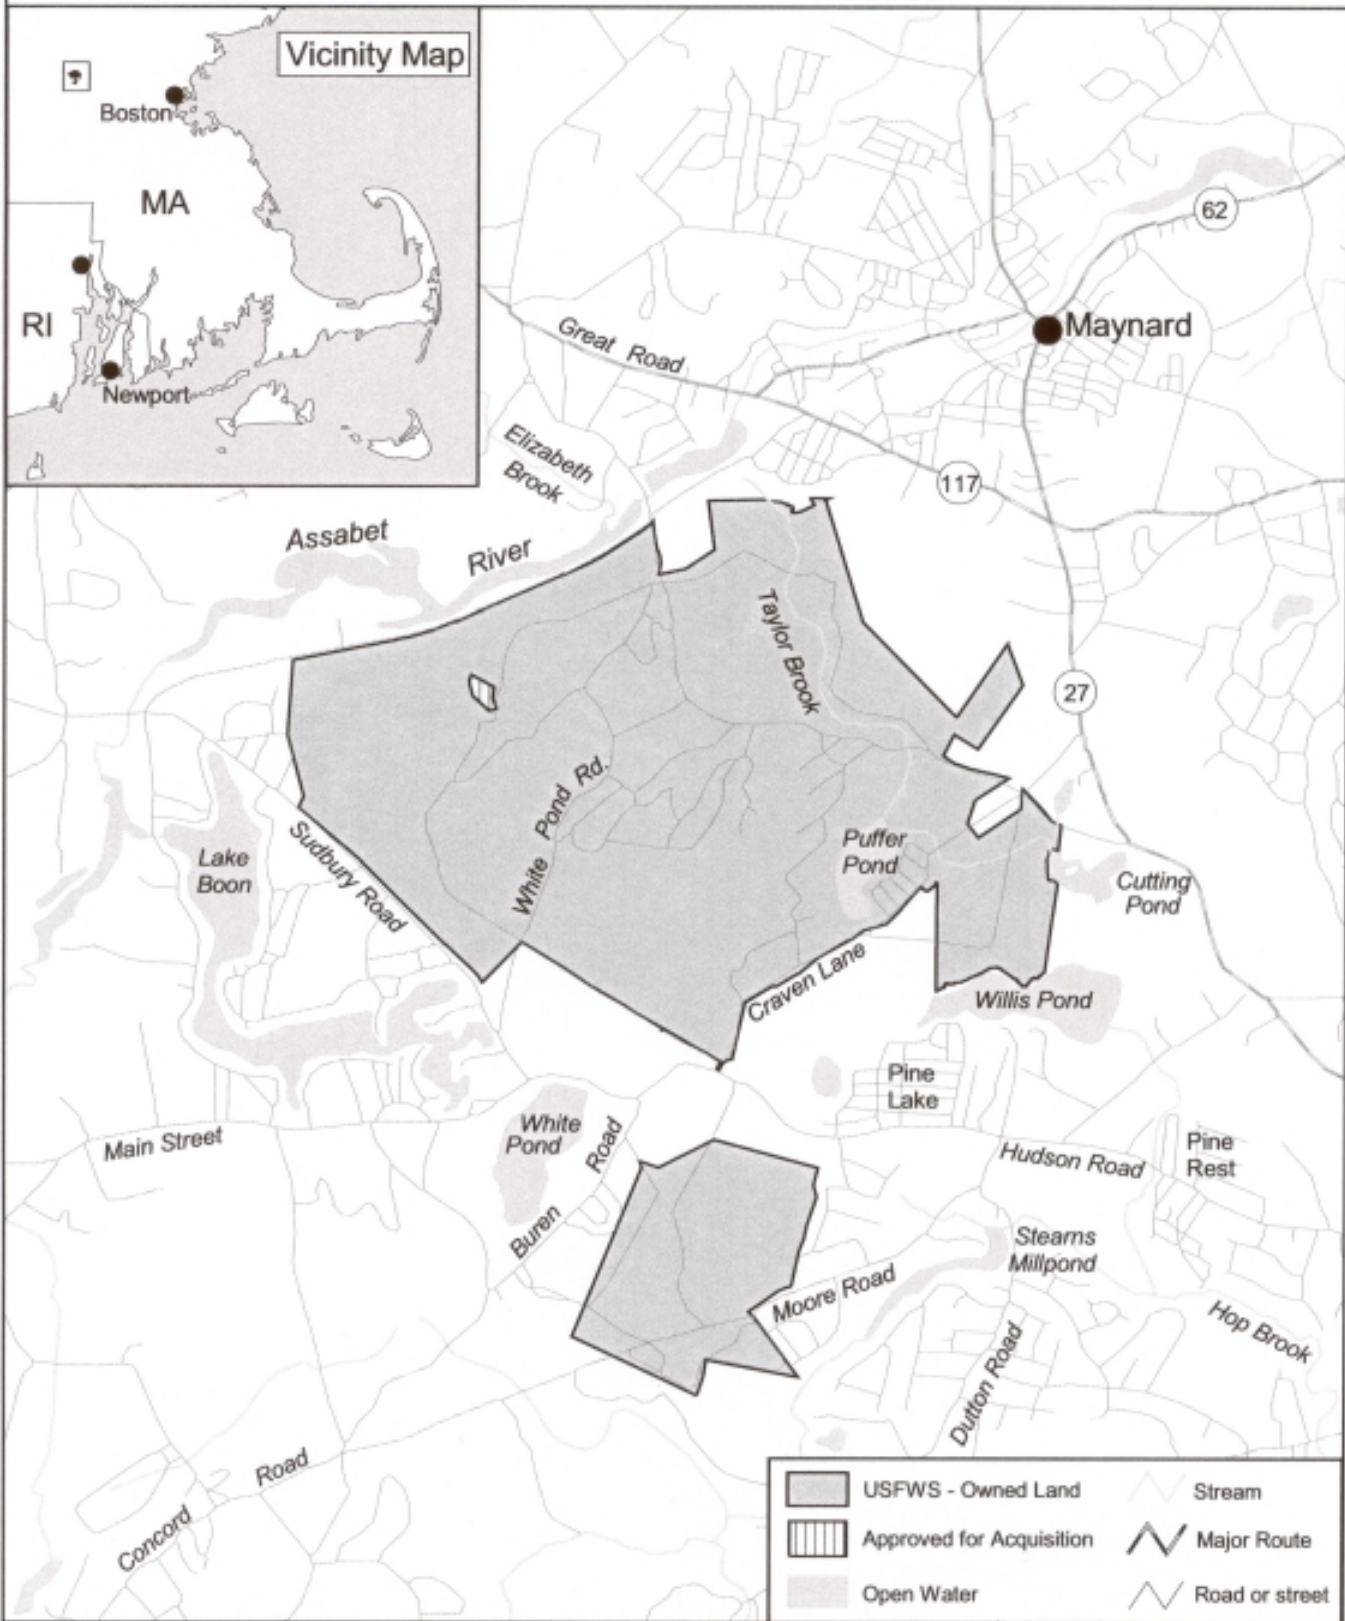 Vicinity Map
Boston
MA
RI
Newport
62
Maynard
Great Road
Elizabeth
Brook
117
Assabet
River
Taylor Brook
27
White Pond Rd.
Puffer
Pond
Lake
Boon
Sudbury Road
Cutting
Pond
Craven Lane
Willis Pond
Pine
Lake
White
Pond
Main Street
Buren Road
Hudson Road
Pine
Rest
Stearns
Millpond
Moore Road
Hop Brook
Dutton Road
Concord Road
USFWS - Owned Land
Stream
Approved for Acquisition
Major Route
Open Water
Road or street